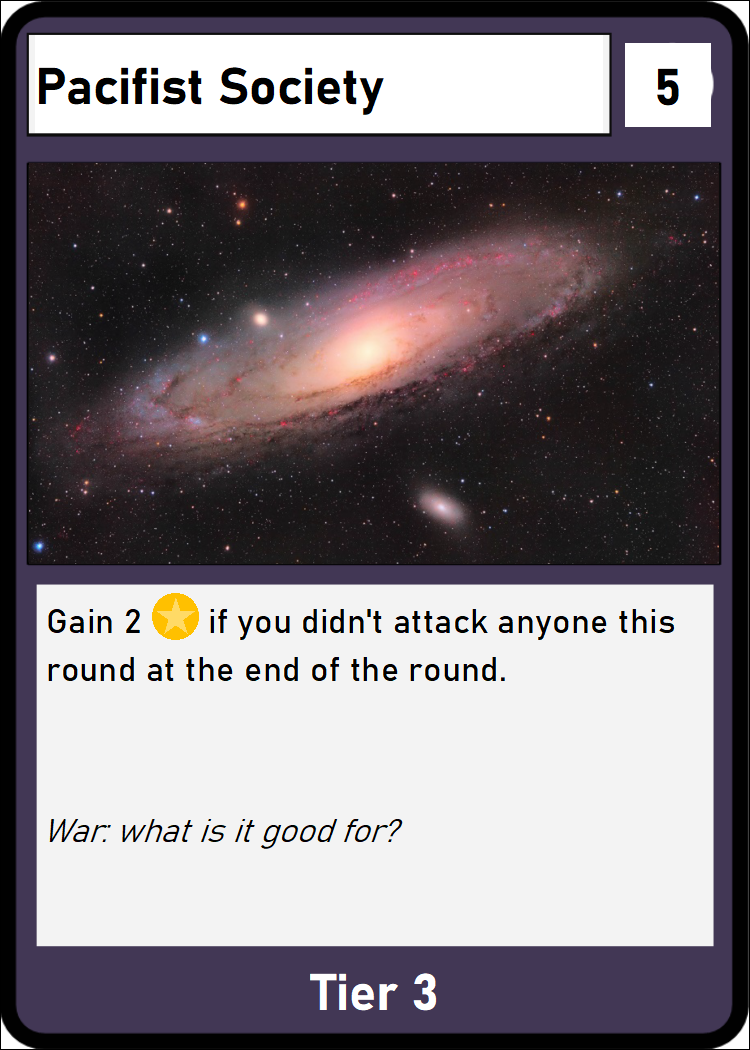 Pacifist Society
5
Gain 2 if you didn't attack anyone this
round at the end of the round.
War: what is it good for?
Tier 3